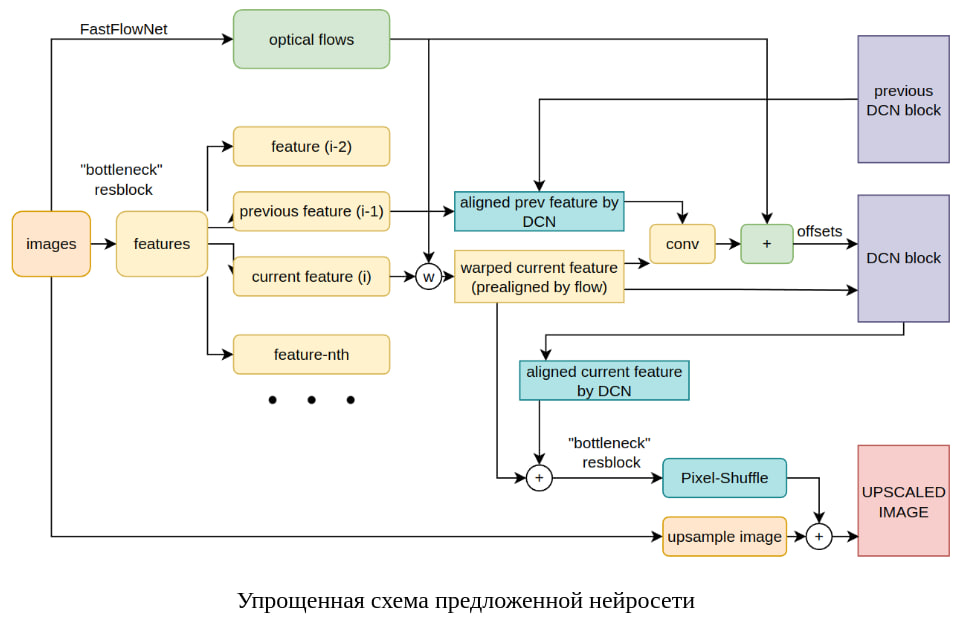 FastFlowNet
optical flows
previous
DCN block
"bottleneck"
resblock
feature (i-2)
previous feature (i-1)
aligned prev feature by
DCN
images
features
conv
+
offsets
DCN block
current feature (i)
w
warped current feature
(prealigned by flow)
feature-nth
aligned current feature
by DCN
"bottleneck"
resblock
+
Pixel-Shuffle
UPSCALED
IMAGE
upsample image
+
Упрощенная схема предложенной нейросети